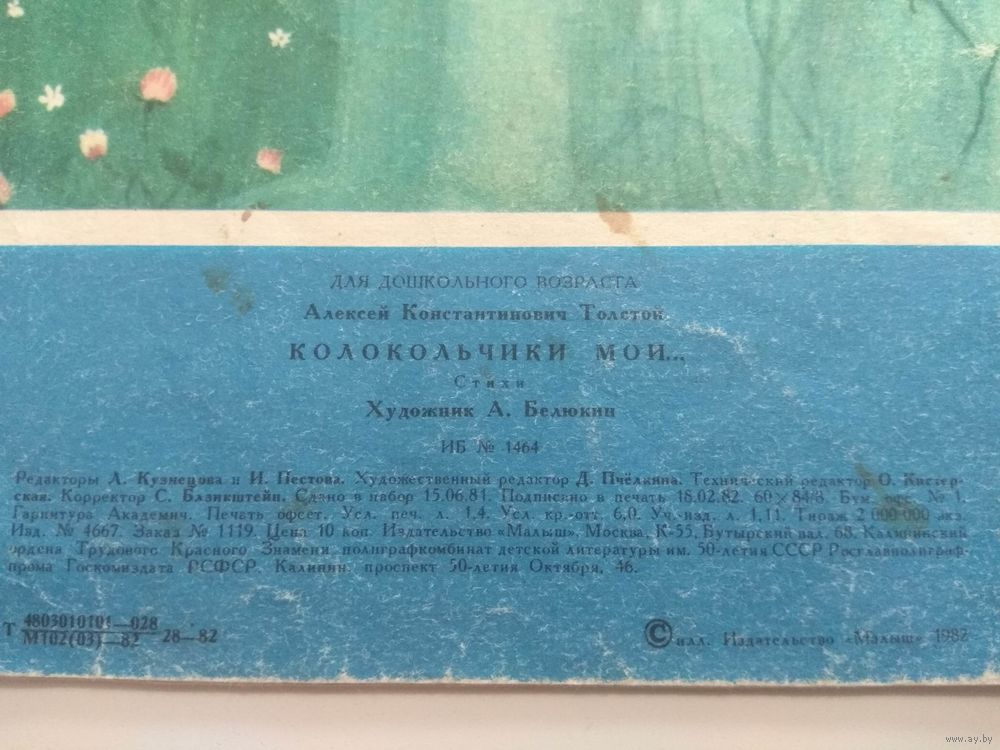 ДЛЯ ДОШКОЛЬНОГО ВОЗРАСТА
Алексей Константинович Толстой
КОЛОКОЛЬЧИКИ МОИ...
Стихи
Художник А. Белюкин
ИБ № 1464
Редакторы Л. Кузнецова и И. Пестова. Художественный редактор Д. Пчёлкина. Технический редактор О. Кистер-
ская. Корректор С. Блзикштейн. Сдано в набор 15.06.81. Подписано в печать 18.02.82. 60×84/8. Бум. офс. № 1.
Гарнитура Академич. Печать офсет. Усл. печ. л. 1,4. Усл. кр.-отт. 6,0. Уч.-изд. л. 1,11. Тираж 2 000 000 экз.
Изд. № 4667. Заказ № 1119. Цена 10 коп. Издательство «Малыш». Москва, К-55, Бутырский вал, 68. Калининский
ордена Трудового Красного Знамени полиграфкомбинат детской литературы им. 50-летия СССР Росглавполиграф-
прома Госкомиздата РСФСР. Калинин, проспект 50-летия Октября, 46.
Т 4803010101—028
М102(03)—82 28—82
© илл. Издательство «Малыш» 1982
www.ay.by